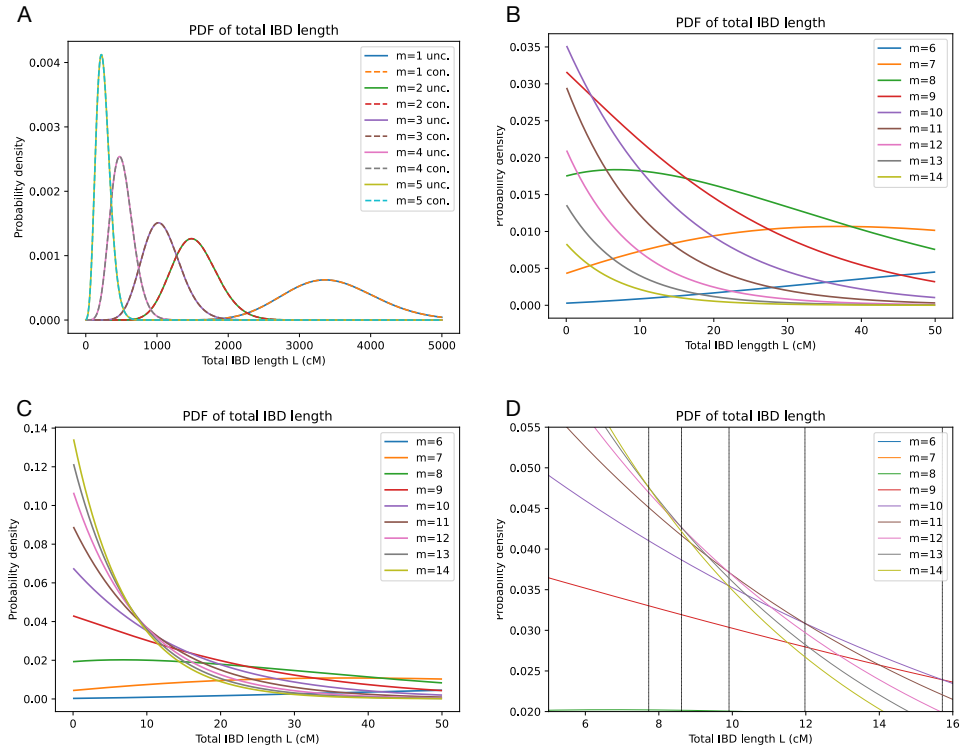 A
PDF of total IBD length
Probability density
0.004
0.003
0.002
0.001
0.000
m=1 unc.
m=1 con.
m=2 unc.
m=2 con.
m=3 unc.
m=3 con.
m=4 unc.
m=4 con.
m=5 unc.
m=5 con.
0 1000 2000 3000 4000 5000
Total IBD length L (cM)
B
PDF of total IBD length
Probability density
0.035
0.030
0.025
0.020
0.015
0.010
0.005
0.000
m=6
m=7
m=8
m=9
m=10
m=11
m=12
m=13
m=14
0 10 20 30 40 50
Total IBD lenggth L (cM)
C
PDF of total IBD length
Probability density
0.14
0.12
0.10
0.08
0.06
0.04
0.02
0.00
m=6
m=7
m=8
m=9
m=10
m=11
m=12
m=13
m=14
0 10 20 30 40 50
Total IBD length L (cM)
D
PDF of total IBD length
Probability density
0.055
0.050
0.045
0.040
0.035
0.030
0.025
0.020
m=6
m=7
m=8
m=9
m=10
m=11
m=12
m=13
m=14
6 8 10 12 14 16
Total IBD length L (cM)